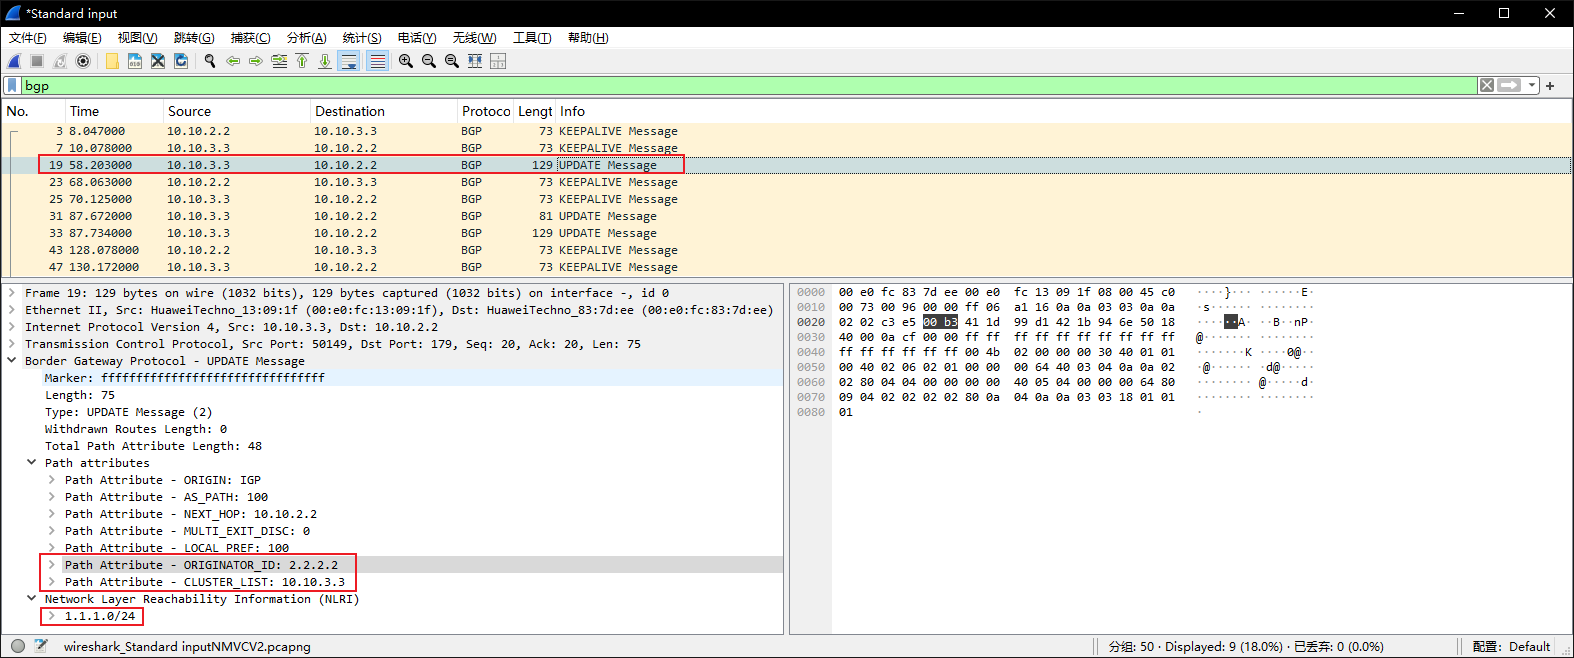 *Standard input
文件(F) 编辑(E) 视图(V) 跳转(G) 捕获(C) 分析(A) 统计(S) 电话(Y) 无线(W) 工具(T) 帮助(H)
bgp
No. Time Source Destination Protoco Lengt Info
3 8.047000 10.10.2.2 10.10.3.3 BGP 73 KEEPALIVE Message
7 10.078000 10.10.3.3 10.10.2.2 BGP 73 KEEPALIVE Message
19 58.203000 10.10.3.3 10.10.2.2 BGP 129 UPDATE Message
23 68.063000 10.10.2.2 10.10.3.3 BGP 73 KEEPALIVE Message
25 70.125000 10.10.3.3 10.10.2.2 BGP 73 KEEPALIVE Message
31 87.672000 10.10.3.3 10.10.2.2 BGP 81 UPDATE Message
33 87.734000 10.10.3.3 10.10.2.2 BGP 129 UPDATE Message
43 128.078000 10.10.2.2 10.10.3.3 BGP 73 KEEPALIVE Message
47 130.172000 10.10.3.3 10.10.2.2 BGP 73 KEEPALIVE Message
Frame 19: 129 bytes on wire (1032 bits), 129 bytes captured (1032 bits) on interface -, id 0
Ethernet II, Src: HuaweiTechno_13:09:1f (00:e0:fc:13:09:1f), Dst: HuaweiTechno_83:7d:ee (00:e0:fc:83:7d:ee)
Internet Protocol Version 4, Src: 10.10.3.3, Dst: 10.10.2.2
Transmission Control Protocol, Src Port: 50149, Dst Port: 179, Seq: 20, Ack: 20, Len: 75
Border Gateway Protocol - UPDATE Message
Marker: ffffffffffffffffffffffffffffffff
Length: 75
Type: UPDATE Message (2)
Withdrawn Routes Length: 0
Total Path Attribute Length: 48
Path attributes
Path Attribute - ORIGIN: IGP
Path Attribute - AS_PATH: 100
Path Attribute - NEXT_HOP: 10.10.2.2
Path Attribute - MULTI_EXIT_DISC: 0
Path Attribute - LOCAL_PREF: 100
Path Attribute - ORIGINATOR_ID: 2.2.2.2
Path Attribute - CLUSTER_LIST: 10.10.3.3
Network Layer Reachability Information (NLRI)
1.1.1.0/24
0000 00 e0 fc 83 7d ee 00 e0 fc 13 09 1f 08 00 45 c0 ····}··· ······E·
0010 00 73 00 96 00 00 ff 06 a1 16 0a 0a 03 03 0a 0a ·s······ ········
0020 02 02 c3 e5 00 b3 41 1d 99 d1 42 1b 94 6e 50 18 ······A· ··B··nP·
0030 40 00 0a cf 00 00 ff ff ff ff ff ff ff ff ff ff @······· ········
0040 ff ff ff ff ff ff 00 4b 02 00 00 00 30 40 01 01 ·······K ····0@··
0050 00 40 02 06 02 01 00 00 00 64 40 03 04 0a 0a 02 ·@······ ·d@·····
0060 02 80 04 04 00 00 00 00 40 05 04 00 00 00 64 80 ········ @·····d·
0070 09 04 02 02 02 02 80 0a 04 0a 0a 03 03 18 01 01 ········ ········
0080 01 ·
wireshark_Standard inputNMVCV2.pcapng 分组: 50 · Displayed: 9 (18.0%) · 已丢弃: 0 (0.0%) 配置: Default